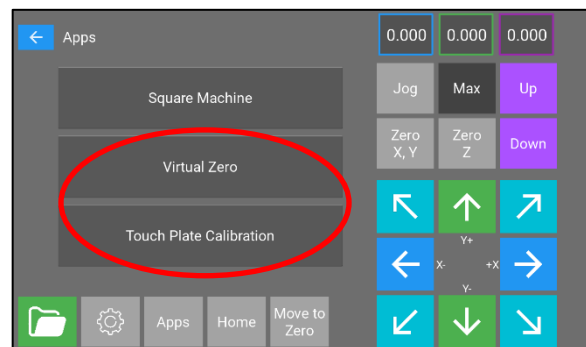 Apps
0.000 0.000 0.000
Square Machine
Jog Max Up
Virtual Zero
Zero
X, Y
Zero
Z
Down
Touch Plate Calibration
Y+
X- +X
Y-
Apps Home Move to
Zero